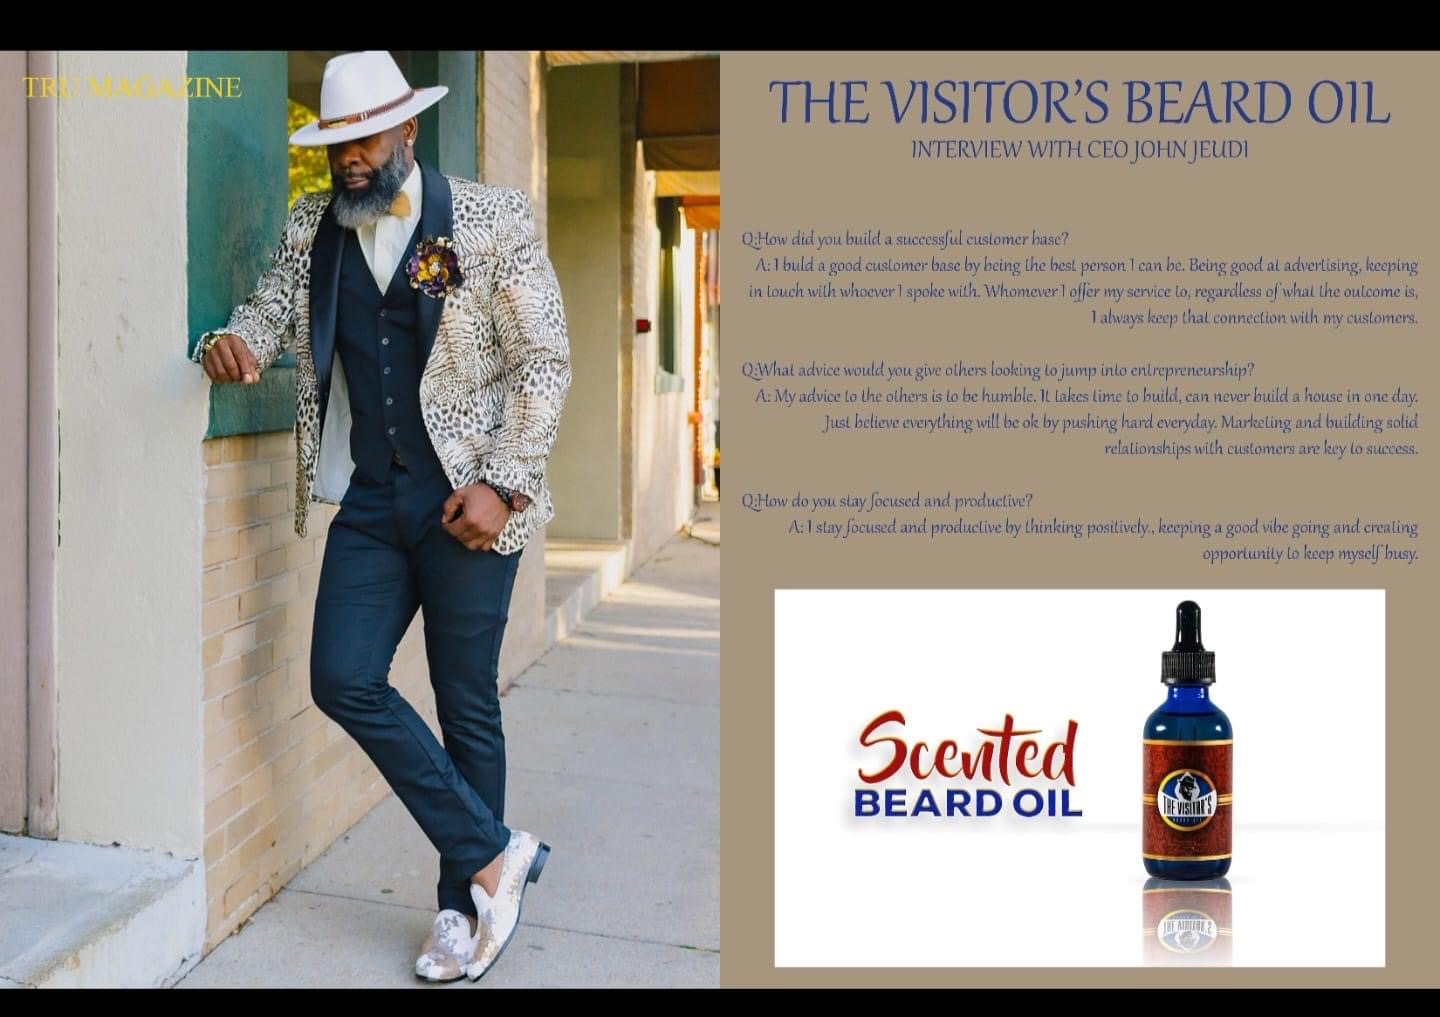 TRU MAGAZINE
THE VISITOR'S BEARD OIL
INTERVIEW WITH CEO JOHN JEUDI
Q:How did you build a successful customer base?
A: I buld a good customer base by being the best person I can be. Being good at advertising, keeping
in touch with whoever I spoke with. Whomever I offer my service to, regardless of what the outcome is,
I always keep that connection with my customers.
Q:What advice would you give others looking to jump into entrepreneurship?
A: My advice to the others is to be humble. It takes time to build, can never build a house in one day.
Just believe everything will be ok by pushing hard everyday. Marketing and building solid
relationships with customers are key to success.
Q:How do you stay focused and productive?
A: I stay focused and productive by thinking positively., keeping a good vibe going and creating
opportunity to keep myself busy.
Scented
BEARD OIL
THE VISITOR'S
BEARD OIL